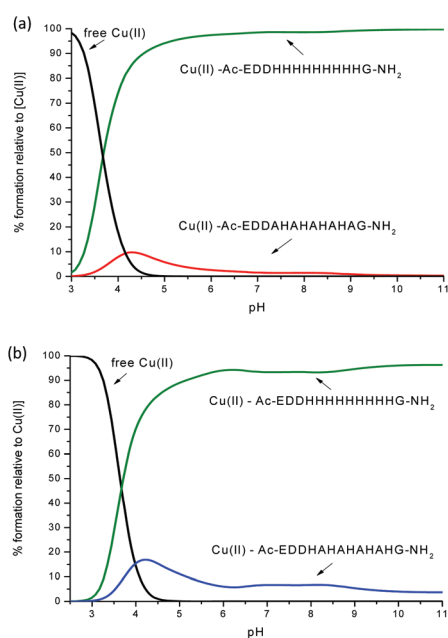 (a)
free Cu(II)
Cu(II) -Ac-EDDHHHHHHHHHG-NH₂
Cu(II) -Ac-EDDAHAHAHAHAG-NH₂
% formation relative to [Cu(II)]
100
90
80
70
60
50
40
30
20
10
0
3 4 5 6 7 8 9 10 11
pH
(b)
free Cu(II)
Cu(II) - Ac-EDDHHHHHHHHHG-NH₂
Cu(II) - Ac-EDDHAHAHAHAHG-NH₂
% formation relative to Cu(II)]
100
90
80
70
60
50
40
30
20
10
0
3 4 5 6 7 8 9 10 11
pH